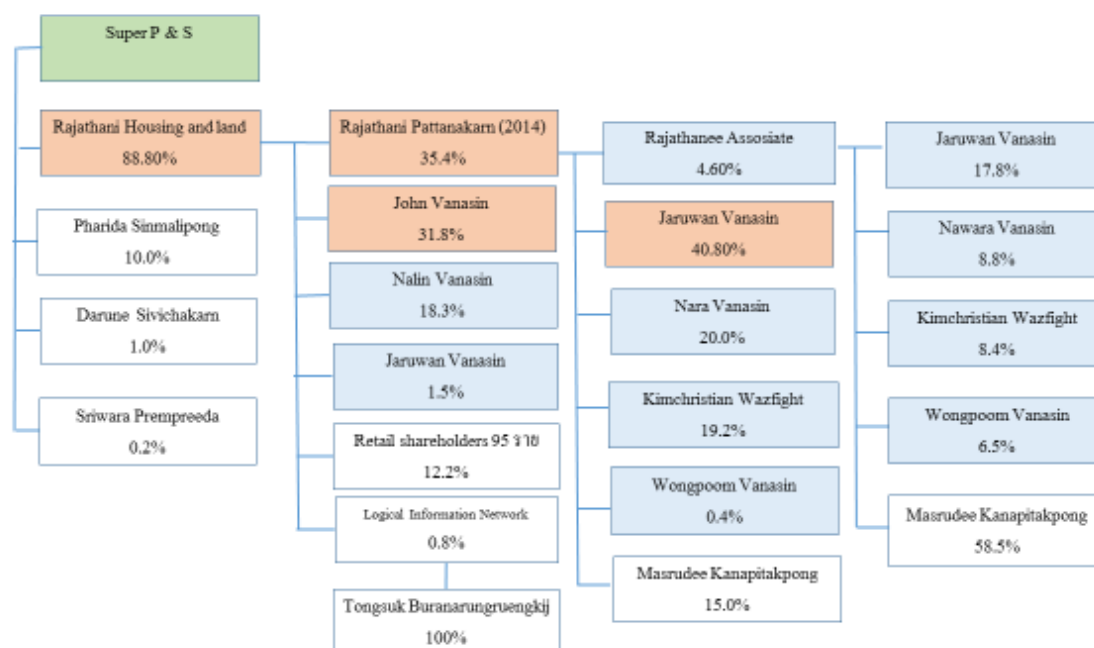 Super P & S
Rajathani Housing and land
88.80%
Pharida Sinmalipong
10.0%
Darune Sivichakarn
1.0%
Sriwara Prempreeda
0.2%
Rajathani Pattanakarn (2014)
35.4%
John Vanasin
31.8%
Nalin Vanasin
18.3%
Jaruwan Vanasin
1.5%
Retail shareholders 95 ราย
12.2%
Logical Information Network
0.8%
Tongsuk Buranarungruengkij
100%
Rajathanee Assosiate
4.60%
Jaruwan Vanasin
40.80%
Nara Vanasin
20.0%
Kimchristian Wazfight
19.2%
Wongpoom Vanasin
0.4%
Masrudee Kanapitakpong
15.0%
Jaruwan Vanasin
17.8%
Nawara Vanasin
8.8%
Kimchristian Wazfight
8.4%
Wongpoom Vanasin
6.5%
Masrudee Kanapitakpong
58.5%